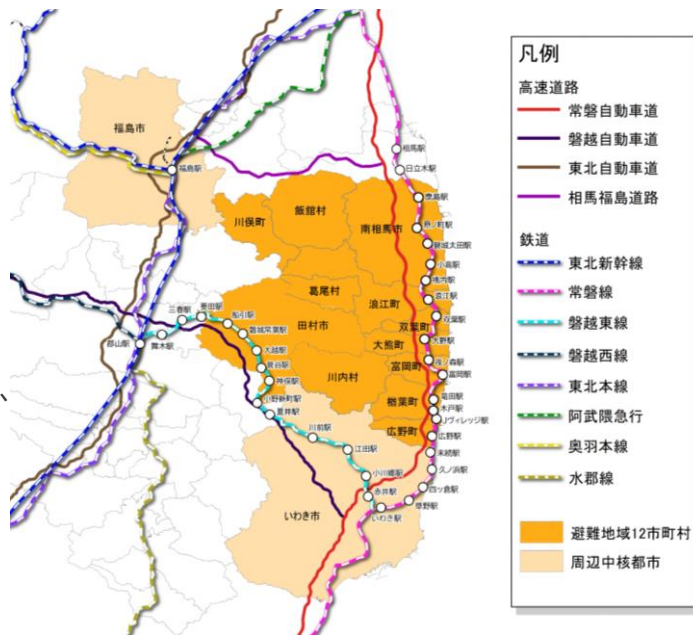 福島市
福島駅
相馬駅
日立木駅
鹿島駅
原ノ町駅
磐城太田駅
小高駅
桃内駅
浪江駅
双葉駅
大野駅
夜ノ森駅
富岡駅
竜田駅
木戸駅
Jヴィレッジ駅
広野駅
末続駅
久ノ浜駅
四ツ倉駅
草野駅
いわき駅
赤井駅
小川郷駅
江田駅
川前駅
夏井駅
小野新町駅
神俣駅
菅谷駅
大越駅
磐城常葉駅
船引駅
要田駅
三春駅
舞木駅
郡山駅
川俣町
飯舘村
南相馬市
葛尾村
浪江町
田村市
双葉町
大熊町
富岡町
川内村
楢葉町
広野町
いわき市
、
凡例
高速道路
常磐自動車道
磐越自動車道
東北自動車道
相馬福島道路
鉄道
東北新幹線
常磐線
磐越東線
磐越西線
東北本線
阿武隈急行
奥羽本線
水郡線
避難地域12市町村
周辺中核都市